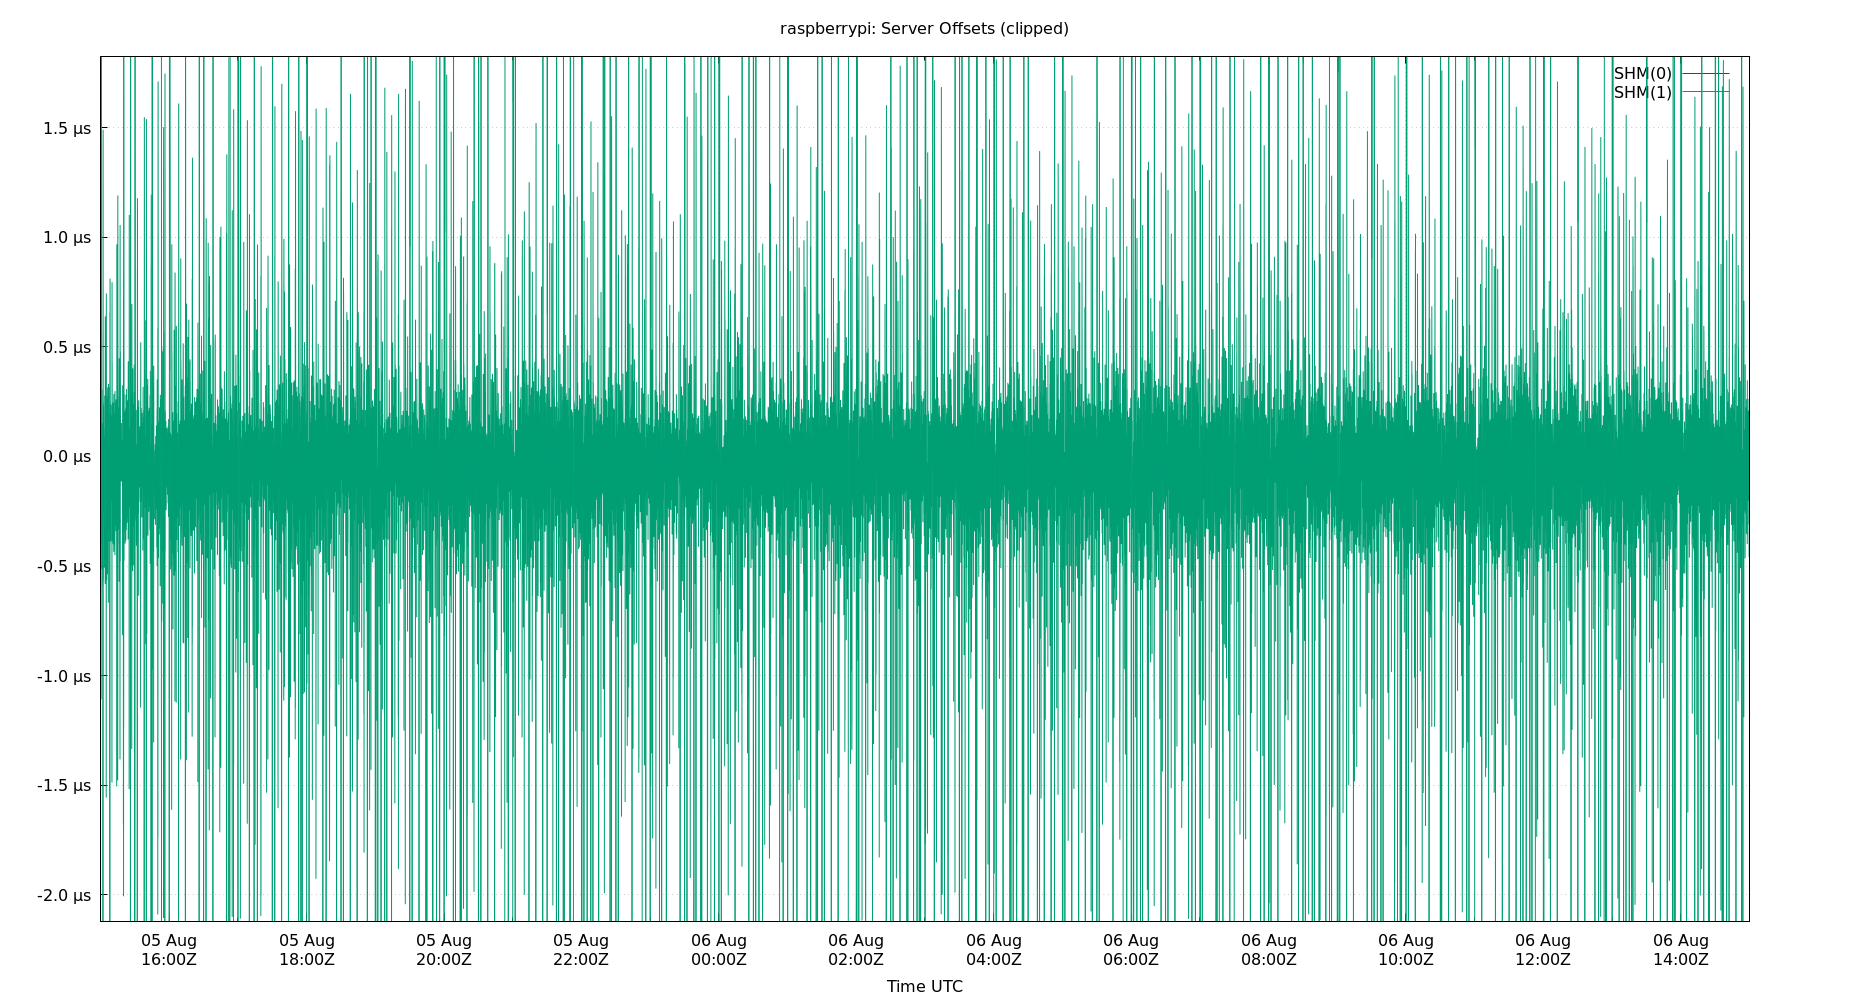 raspberrypi: Server Offsets (clipped)
SHM(0)
SHM(1)
1.5 µs
1.0 µs
0.5 µs
0.0 µs
-0.5 µs
-1.0 µs
-1.5 µs
-2.0 µs
05 Aug 05 Aug 05 Aug 05 Aug 06 Aug 06 Aug 06 Aug 06 Aug 06 Aug 06 Aug 06 Aug 06 Aug
16:00Z 18:00Z 20:00Z 22:00Z 00:00Z 02:00Z 04:00Z 06:00Z 08:00Z 10:00Z 12:00Z 14:00Z
Time UTC